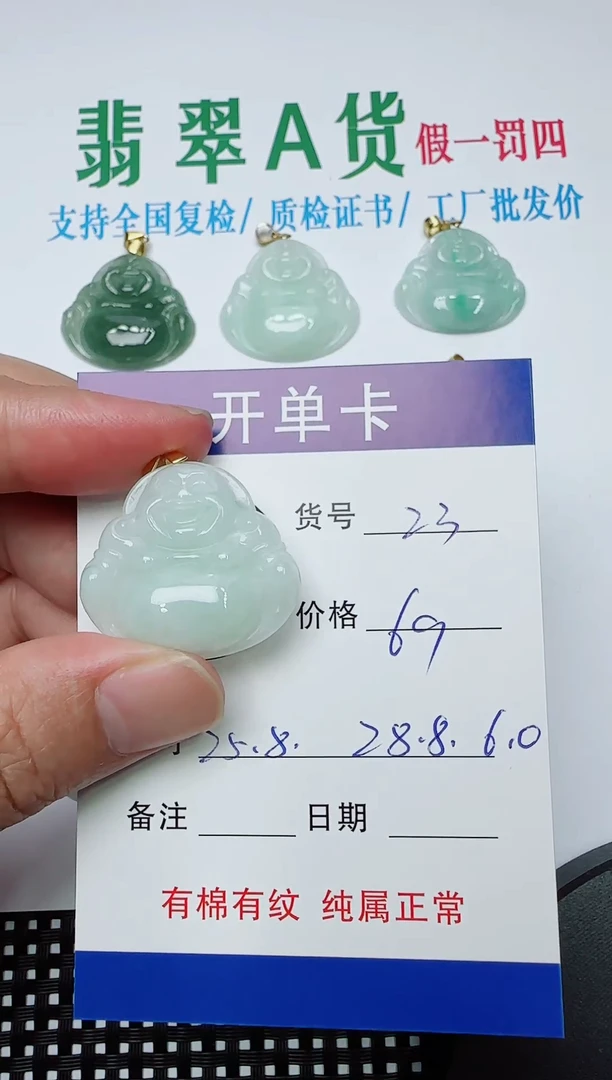 翡翠A货 假一罚四
支持全国复检/ 质检证书/ 工厂批发价
开单卡
货号 23
价格 69
寸 25.8. 28.8. 6.0
备注 日期
有棉有纹 纯属正常